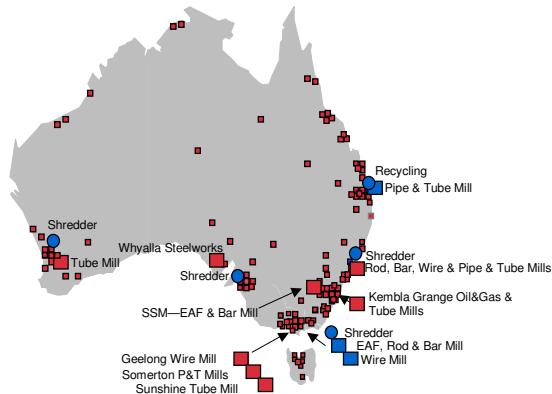 Recycling
Pipe & Tube Mill
Shredder
Tube Mill
Whyalla Steelworks
Shredder
Shredder
Rod, Bar, Wire & Pipe & Tube Mills
SSM—EAF & Bar Mill
Kembla Grange Oil&Gas &
Tube Mills
Shredder
EAF, Rod & Bar Mill
Wire Mill
Geelong Wire Mill
Somerton P&T Mills
Sunshine Tube Mill